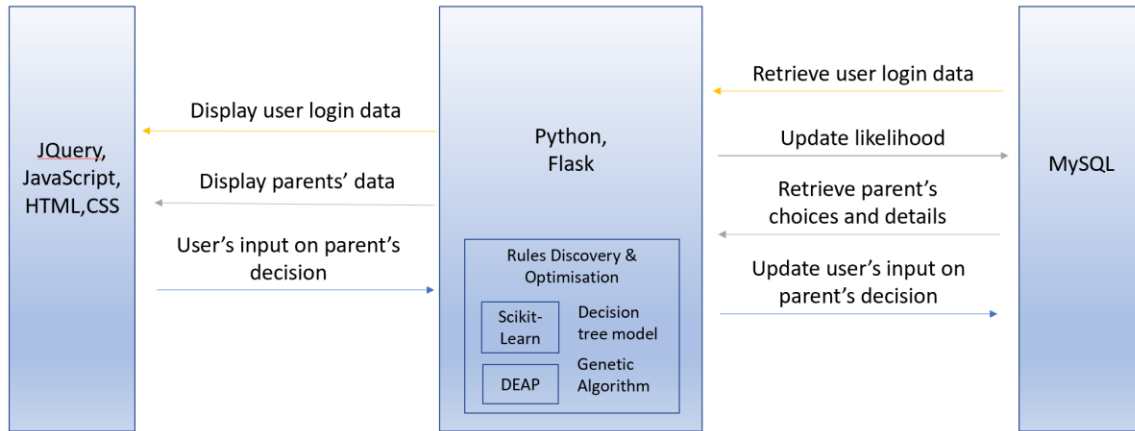 JQuery,
JavaScript,
HTML,CSS
Display user login data
Display parents’ data
User’s input on parent’s
decision
Python,
Flask
Rules Discovery &
Optimisation
Scikit-
Learn
Decision
tree model
DEAP
Genetic
Algorithm
Retrieve user login data
Update likelihood
Retrieve parent’s
choices and details
Update user’s input on
parent’s decision
MySQL